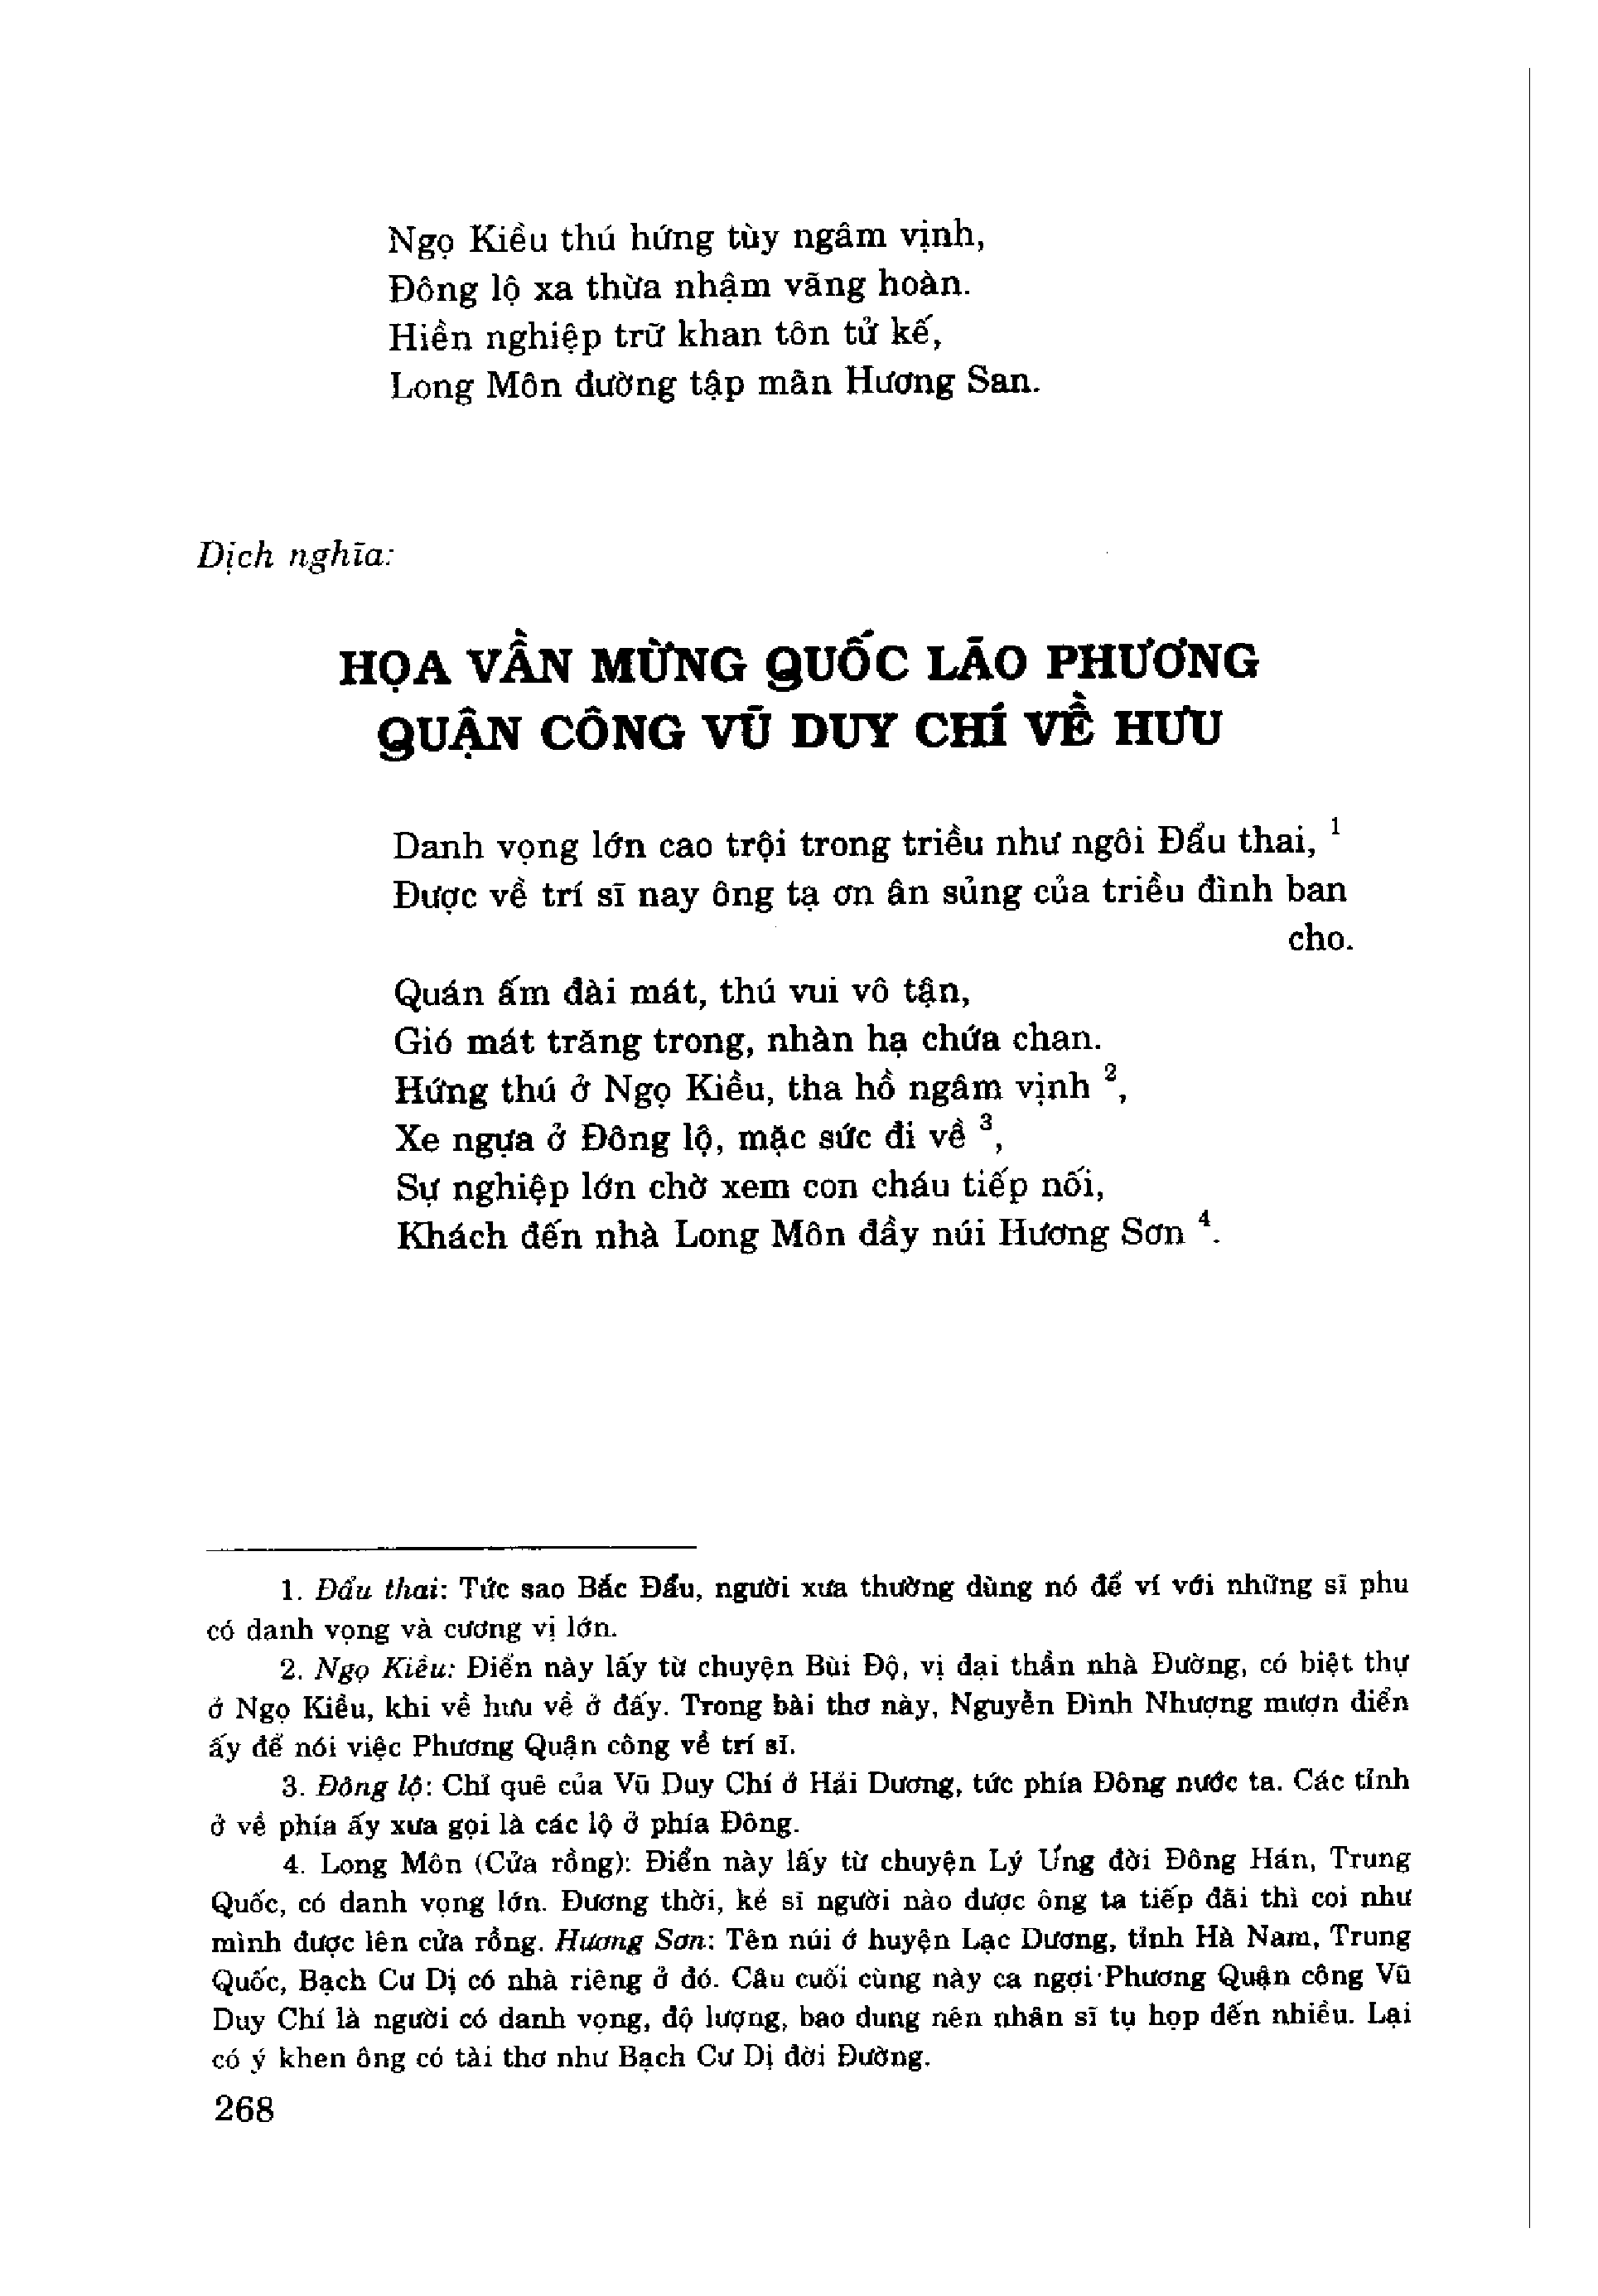 Ngọ Kiều thú hứng tùy ngâm vịnh,
Đông lộ xa thừa nhậm vãng hoàn.
Hiền nghiệp trữ khan tôn tử kế,
Long Môn đường tập mãn Hương San.
Dịch nghĩa:
HỌA VẦN MỪNG QUỐC LÃO PHƯƠNG
QUẬN CÔNG VŨ DUY CHÍ VỀ HƯU
Danh vọng lớn cao trội trong triều như ngôi Đẩu thai, 1
Được về trí sĩ nay ông tạ ơn ân sủng của triều đình ban
cho.
Quán ấm đài mát, thú vui vô tận,
Gió mát trăng trong, nhàn hạ chứa chan.
Hứng thú ở Ngọ Kiều, tha hồ ngâm vịnh 2,
Xe ngựa ở Đông lộ, mặc sức đi về 3,
Sự nghiệp lớn chờ xem con cháu tiếp nối,
Khách đến nhà Long Môn đầy núi Hương Sơn 4.
1. Đẩu thai: Tức sao Bắc Đẩu, người xưa thường dùng nó để ví với những sĩ phu
có danh vọng và cương vị lớn.
2. Ngọ Kiều: Điển này lấy từ chuyện Bùi Độ, vị đại thần nhà Đường, có biệt thự
ở Ngọ Kiều, khi về hưu về ở đấy. Trong bài thơ này, Nguyễn Đình Nhượng mượn điển
ấy để nói việc Phương Quận công về trí sĩ.
3. Đông lộ: Chỉ quê của Vũ Duy Chí ở Hải Dương, tức phía Đông nước ta. Các tỉnh
ở về phía ấy xưa gọi là các lộ ở phía Đông.
4. Long Môn (Cửa rồng): Điển này lấy từ chuyện Lý Ứng đời Đông Hán, Trung
Quốc, có danh vọng lớn. Đương thời, kẻ sĩ người nào được ông ta tiếp đãi thì coi như
mình được lên cửa rồng. Hương Sơn: Tên núi ở huyện Lạc Dương, tỉnh Hà Nam, Trung
Quốc, Bạch Cư Dị có nhà riêng ở đó. Câu cuối cùng này ca ngợi Phương Quận công Vũ
Duy Chí là người có danh vọng, độ lượng, bao dung nên nhân sĩ tụ họp đến nhiều. Lại
có ý khen ông có tài thơ như Bạch Cư Dị đời Đường.
268